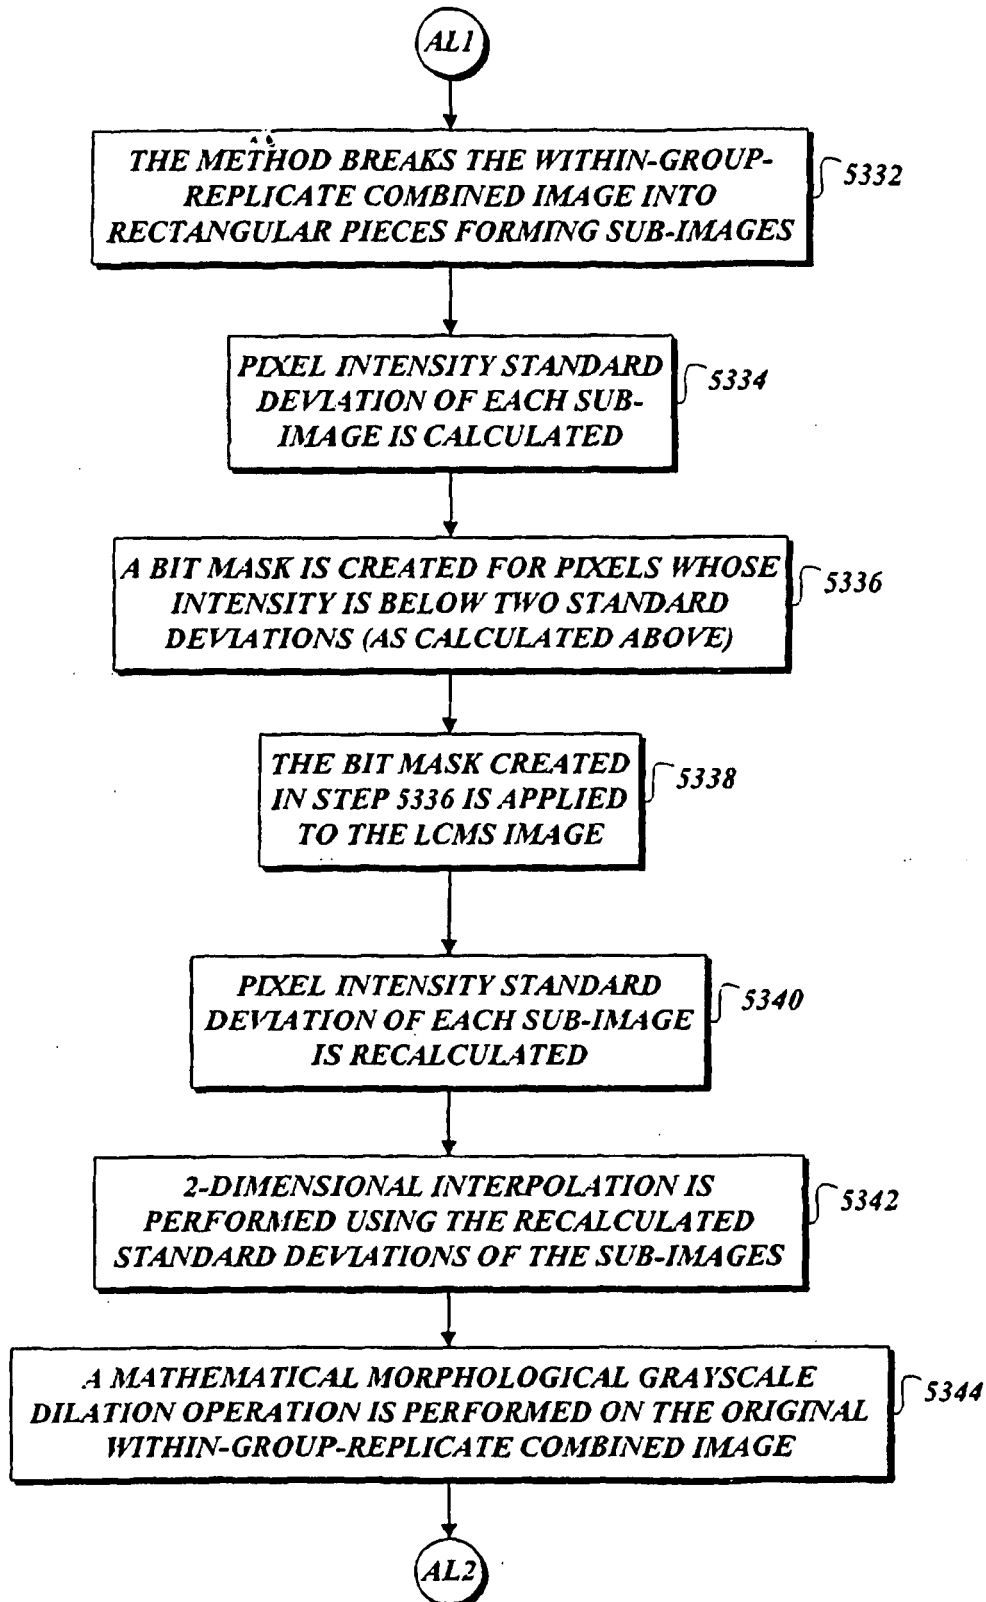 AL1
THE METHOD BREAKS THE WITHIN-GROUP-
REPLICATE COMBINED IMAGE INTO
RECTANGULAR PIECES FORMING SUB-IMAGES
5332
PIXEL INTENSITY STANDARD
DEVIATION OF EACH SUB-
IMAGE IS CALCULATED
5334
A BIT MASK IS CREATED FOR PIXELS WHOSE
INTENSITY IS BELOW TWO STANDARD
DEVIATIONS (AS CALCULATED ABOVE)
5336
THE BIT MASK CREATED
IN STEP 5336 IS APPLIED
TO THE LCMS IMAGE
5338
PIXEL INTENSITY STANDARD
DEVIATION OF EACH SUB-IMAGE
IS RECALCULATED
5340
2-DIMENSIONAL INTERPOLATION IS
PERFORMED USING THE RECALCULATED
STANDARD DEVIATIONS OF THE SUB-IMAGES
5342
A MATHEMATICAL MORPHOLOGICAL GRAYSCALE
DILATION OPERATION IS PERFORMED ON THE ORIGINAL
WITHIN-GROUP-REPLICATE COMBINED IMAGE
5344
AL2